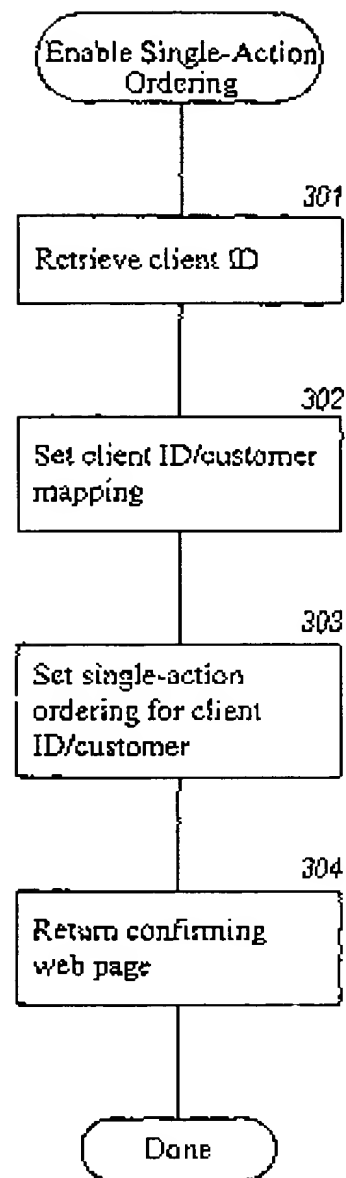 Enable Single-Action
Ordering
301
Retrieve client ID
302
Set client ID/customer
mapping
303
Set single-action
ordering for client
ID/customer
304
Return confirming
web page
Done